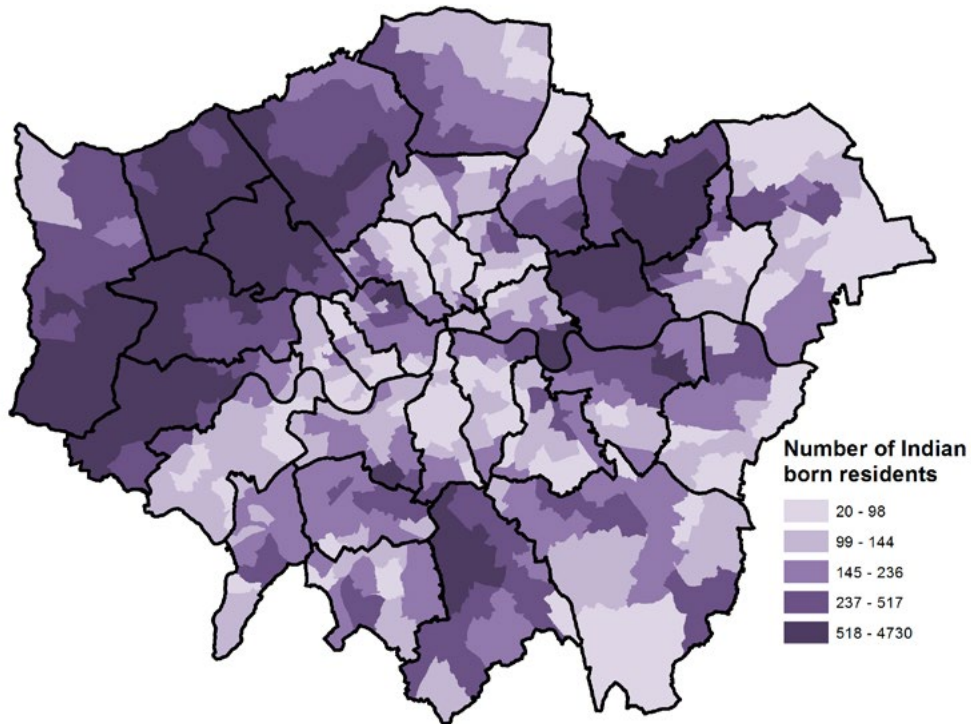 Number of Indian
born residents
20 - 98
99 - 144
145 - 236
237 - 517
518 - 4730